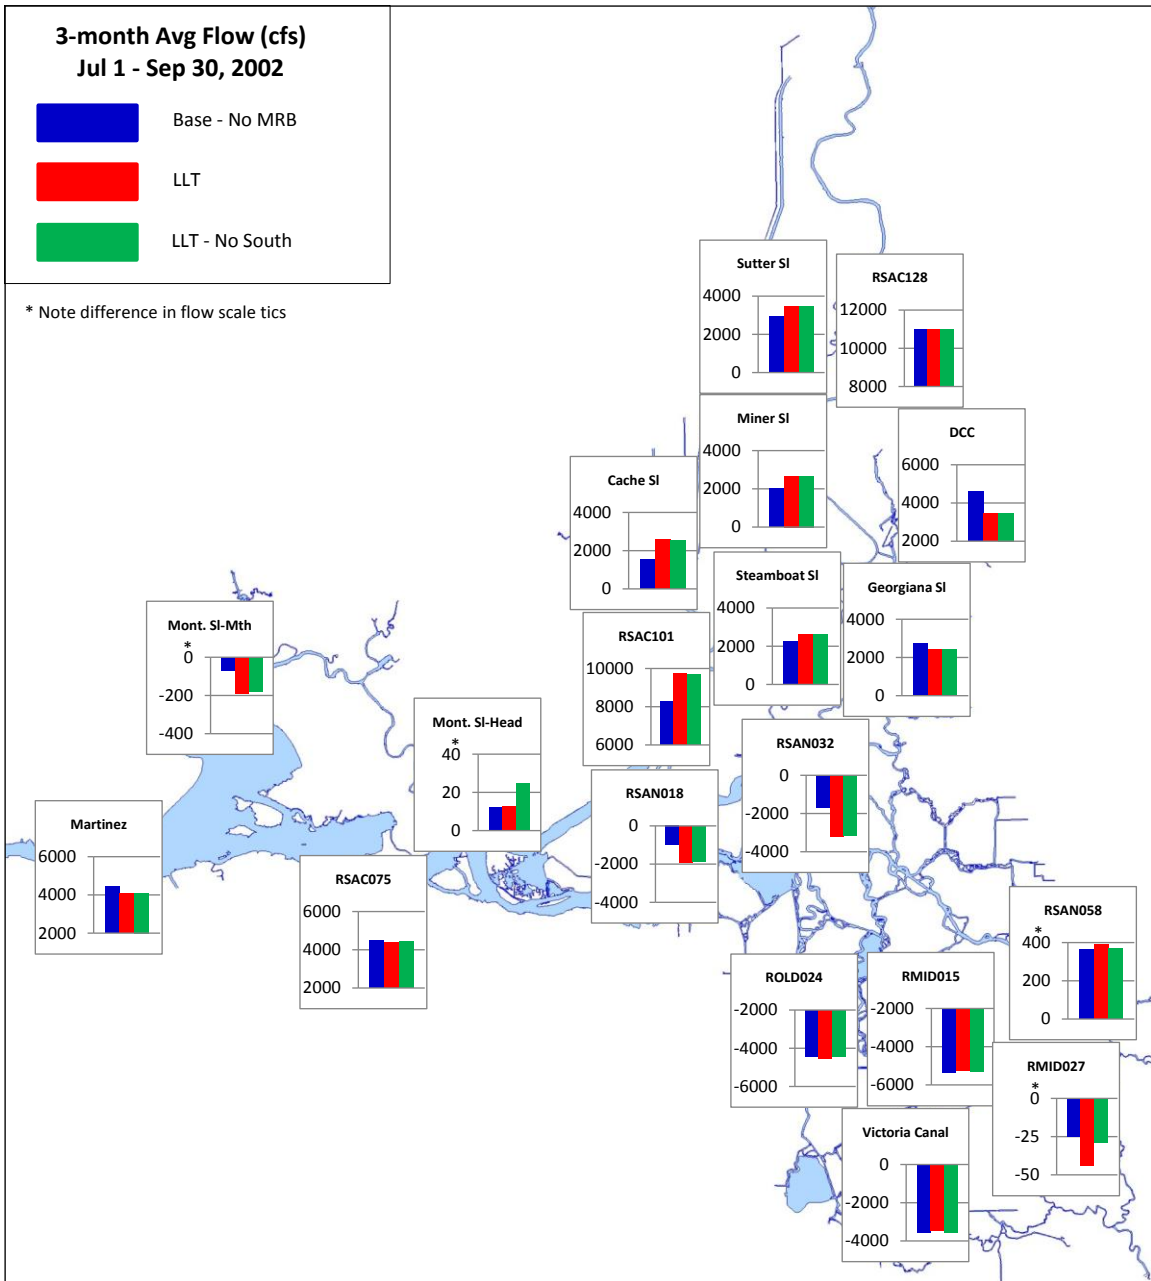 3-month Avg Flow (cfs)
Jul 1 - Sep 30, 2002
Base - No MRB
LLT
LLT - No South
* Note difference in flow scale tics
Sutter Sl
4000
2000
0
RSAC128
12000
10000
8000
Miner Sl
4000
2000
0
DCC
6000
4000
2000
Cache Sl
4000
2000
0
Steamboat Sl
4000
2000
0
Georgiana Sl
4000
2000
0
Mont. Sl-Mth
*
0
-200
-400
RSAC101
10000
8000
6000
Mont. Sl-Head
*
40
20
0
RSAN032
0
-2000
-4000
RSAN018
0
-2000
-4000
Martinez
6000
4000
2000
RSAC075
6000
4000
2000
RSAN058
*
400
200
0
ROLD024
-2000
-4000
-6000
RMID015
-2000
-4000
-6000
RMID027
*
0
-25
-50
Victoria Canal
0
-2000
-4000